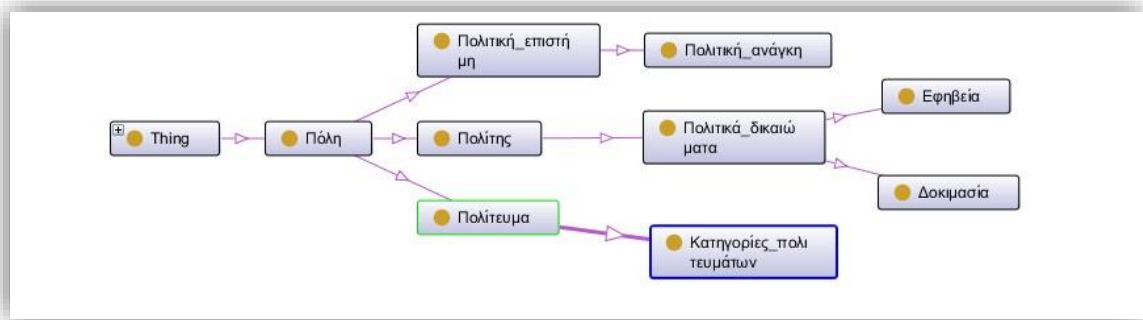 Πολιτική_επιστή
μη
Πολιτική_ανάγκη
Thing
Πόλη
Πολίτης
Πολιτικά_δικαιώ
ματα
Εφηβεία
Δοκιμασία
Πολίτευμα
Κατηγορίες_πολι
τευμάτων